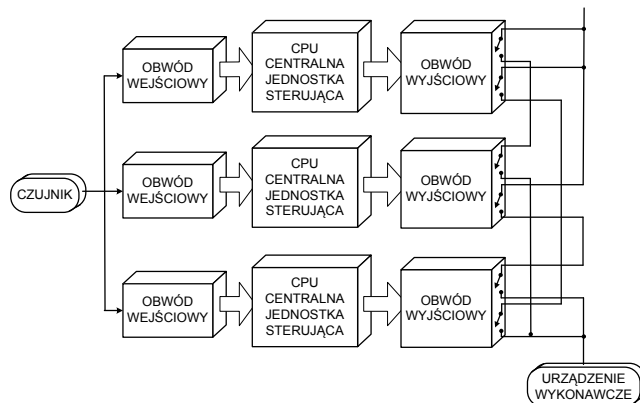 OBWÓD
WEJŚCIOWY
CPU
CENTRALNA
JEDNOSTKA
STERUJĄCA
OBWÓD
WYJŚCIOWY
CZUJNIK
OBWÓD
WEJŚCIOWY
CPU
CENTRALNA
JEDNOSTKA
STERUJĄCA
OBWÓD
WYJŚCIOWY
OBWÓD
WEJŚCIOWY
CPU
CENTRALNA
JEDNOSTKA
STERUJĄCA
OBWÓD
WYJŚCIOWY
URZĄDZENIE
WYKONAWCZE